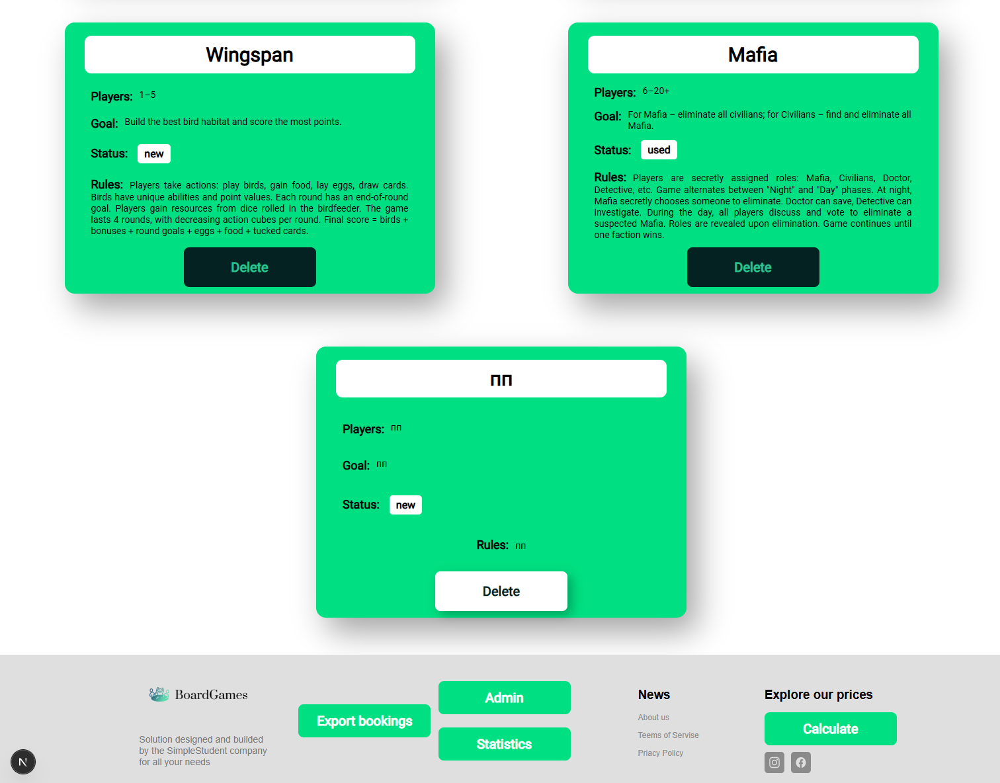 Wingspan
Players: 1–5
Goal: Build the best bird habitat and score the most points.
Status: new
Rules: Players take actions: play birds, gain food, lay eggs, draw cards.
Birds have unique abilities and point values. Each round has an end-of-round
goal. Players gain resources from dice rolled in the birdfeeder. The game
lasts 4 rounds, with decreasing action cubes per round. Final score = birds +
bonuses + round goals + eggs + food + tucked cards.
Delete
Mafia
Players: 6–20+
Goal: For Mafia – eliminate all civilians; for Civilians – find and eliminate all
Mafia.
Status: used
Rules: Players are secretly assigned roles: Mafia, Civilians, Doctor,
Detective, etc. Game alternates between "Night" and "Day" phases. At night,
Mafia secretly chooses someone to eliminate. Doctor can save, Detective can
investigate. During the day, all players discuss and vote to eliminate a
suspected Mafia. Roles are revealed upon elimination. Game continues until
one faction wins.
Delete
пп
Players: пп
Goal: пп
Status: new
Rules: пп
Delete
BoardGames
Solution designed and builded
by the SimpleStudent company
for all your needs
Export bookings
Admin
Statistics
News
About us
Teems of Servise
Priacy Policy
Explore our prices
Calculate
N